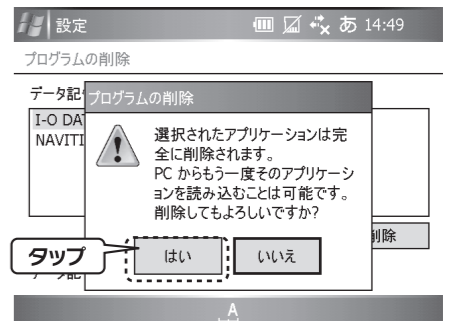 設定 あ 14:49
プログラムの削除
データ記
プログラムの削除
I-O DA
NAVITI
選択されたアプリケーションは完
全に削除されます。
PC からもう一度そのアプリケーシ
ョンを読み込むことは可能です。
削除してもよろしいですか?
削除
タップ
はい
いいえ
A